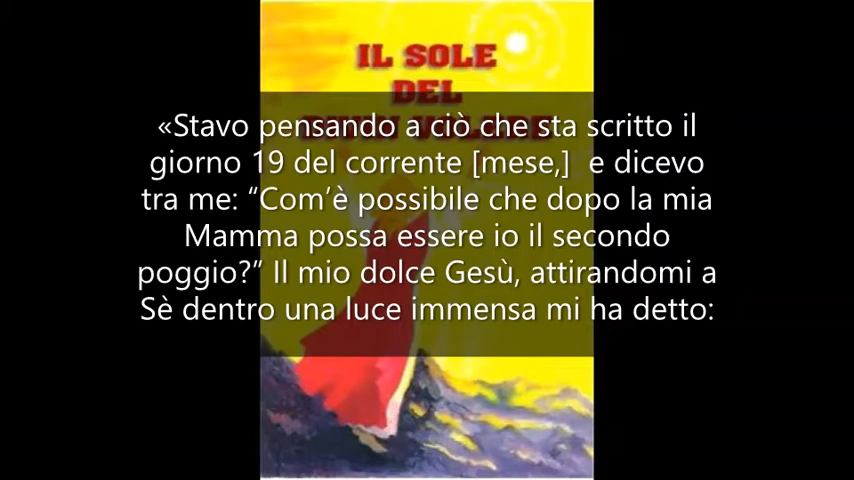 IL SOLE
DEL
«Stavo pensando a ciò che sta scritto il
giorno 19 del corrente [mese,]  e dicevo
tra me: “Com’è possibile che dopo la mia
Mamma possa essere io il secondo
poggio?” Il mio dolce Gesù, attirandomi a
Sè dentro una luce immensa mi ha detto: